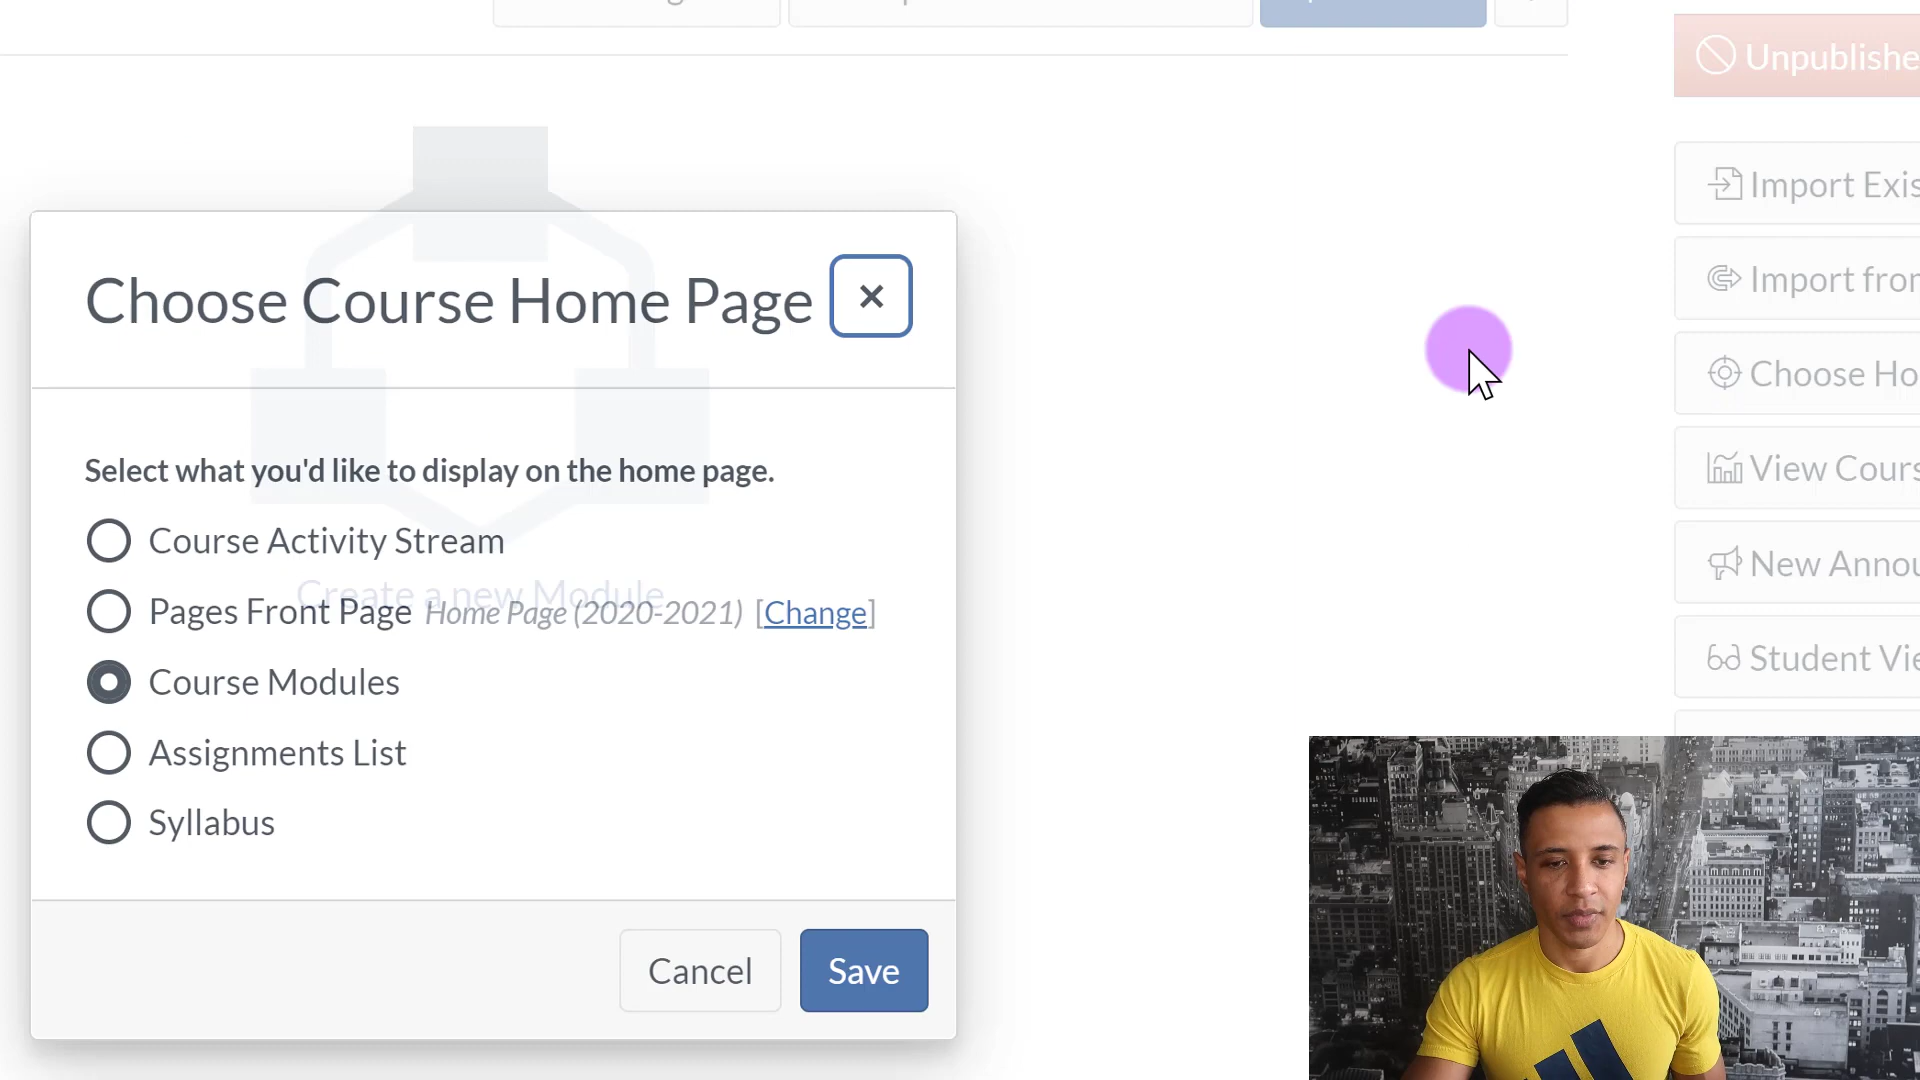 Unpublishe
Import Exis
Import fron
Choose Ho
View Cours
New Annou
Student Vie
Choose Course Home Page
Select what you'd like to display on the home page.
Course Activity Stream
Create a new Module
Pages Front Page Home Page (2020-2021) [Change]
Course Modules
Assignments List
Syllabus
Cancel
Save